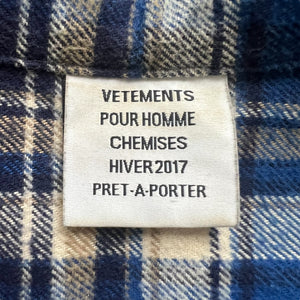 VETEMENTS
POUR HOMME
CHEMISES
HIVER 2017
PRET-A-PORTER